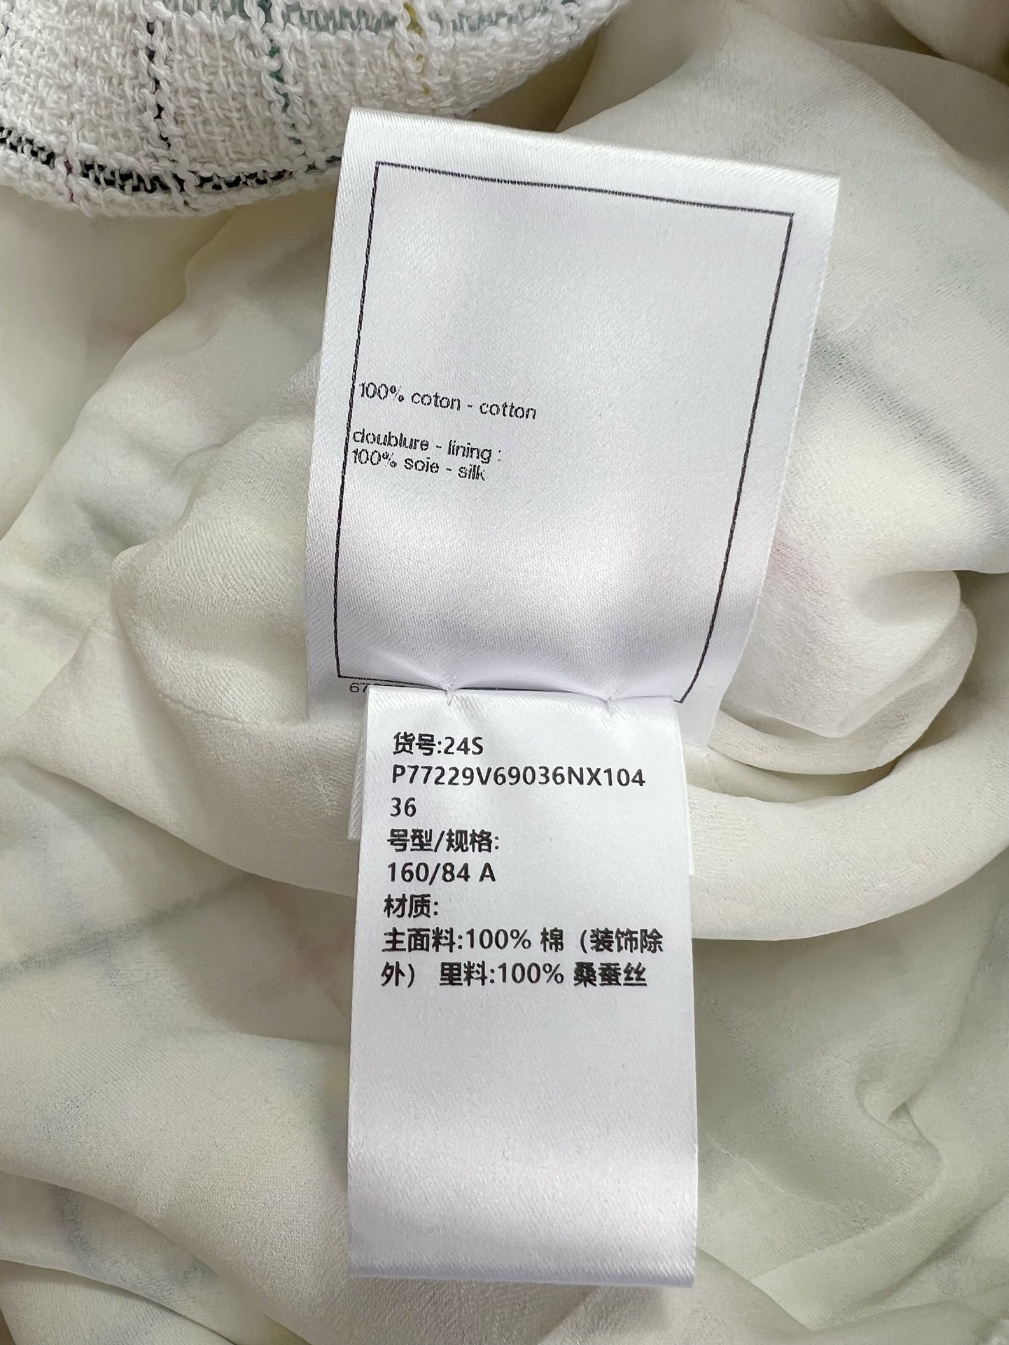 100% coton - cotton
doublure - lining :
100% soie - silk
货号:24S
P77229V69036NX104
36
号型/规格:
160/84 A
材质:
主面料:100% 棉（装饰除
外） 里料:100% 桑蚕丝